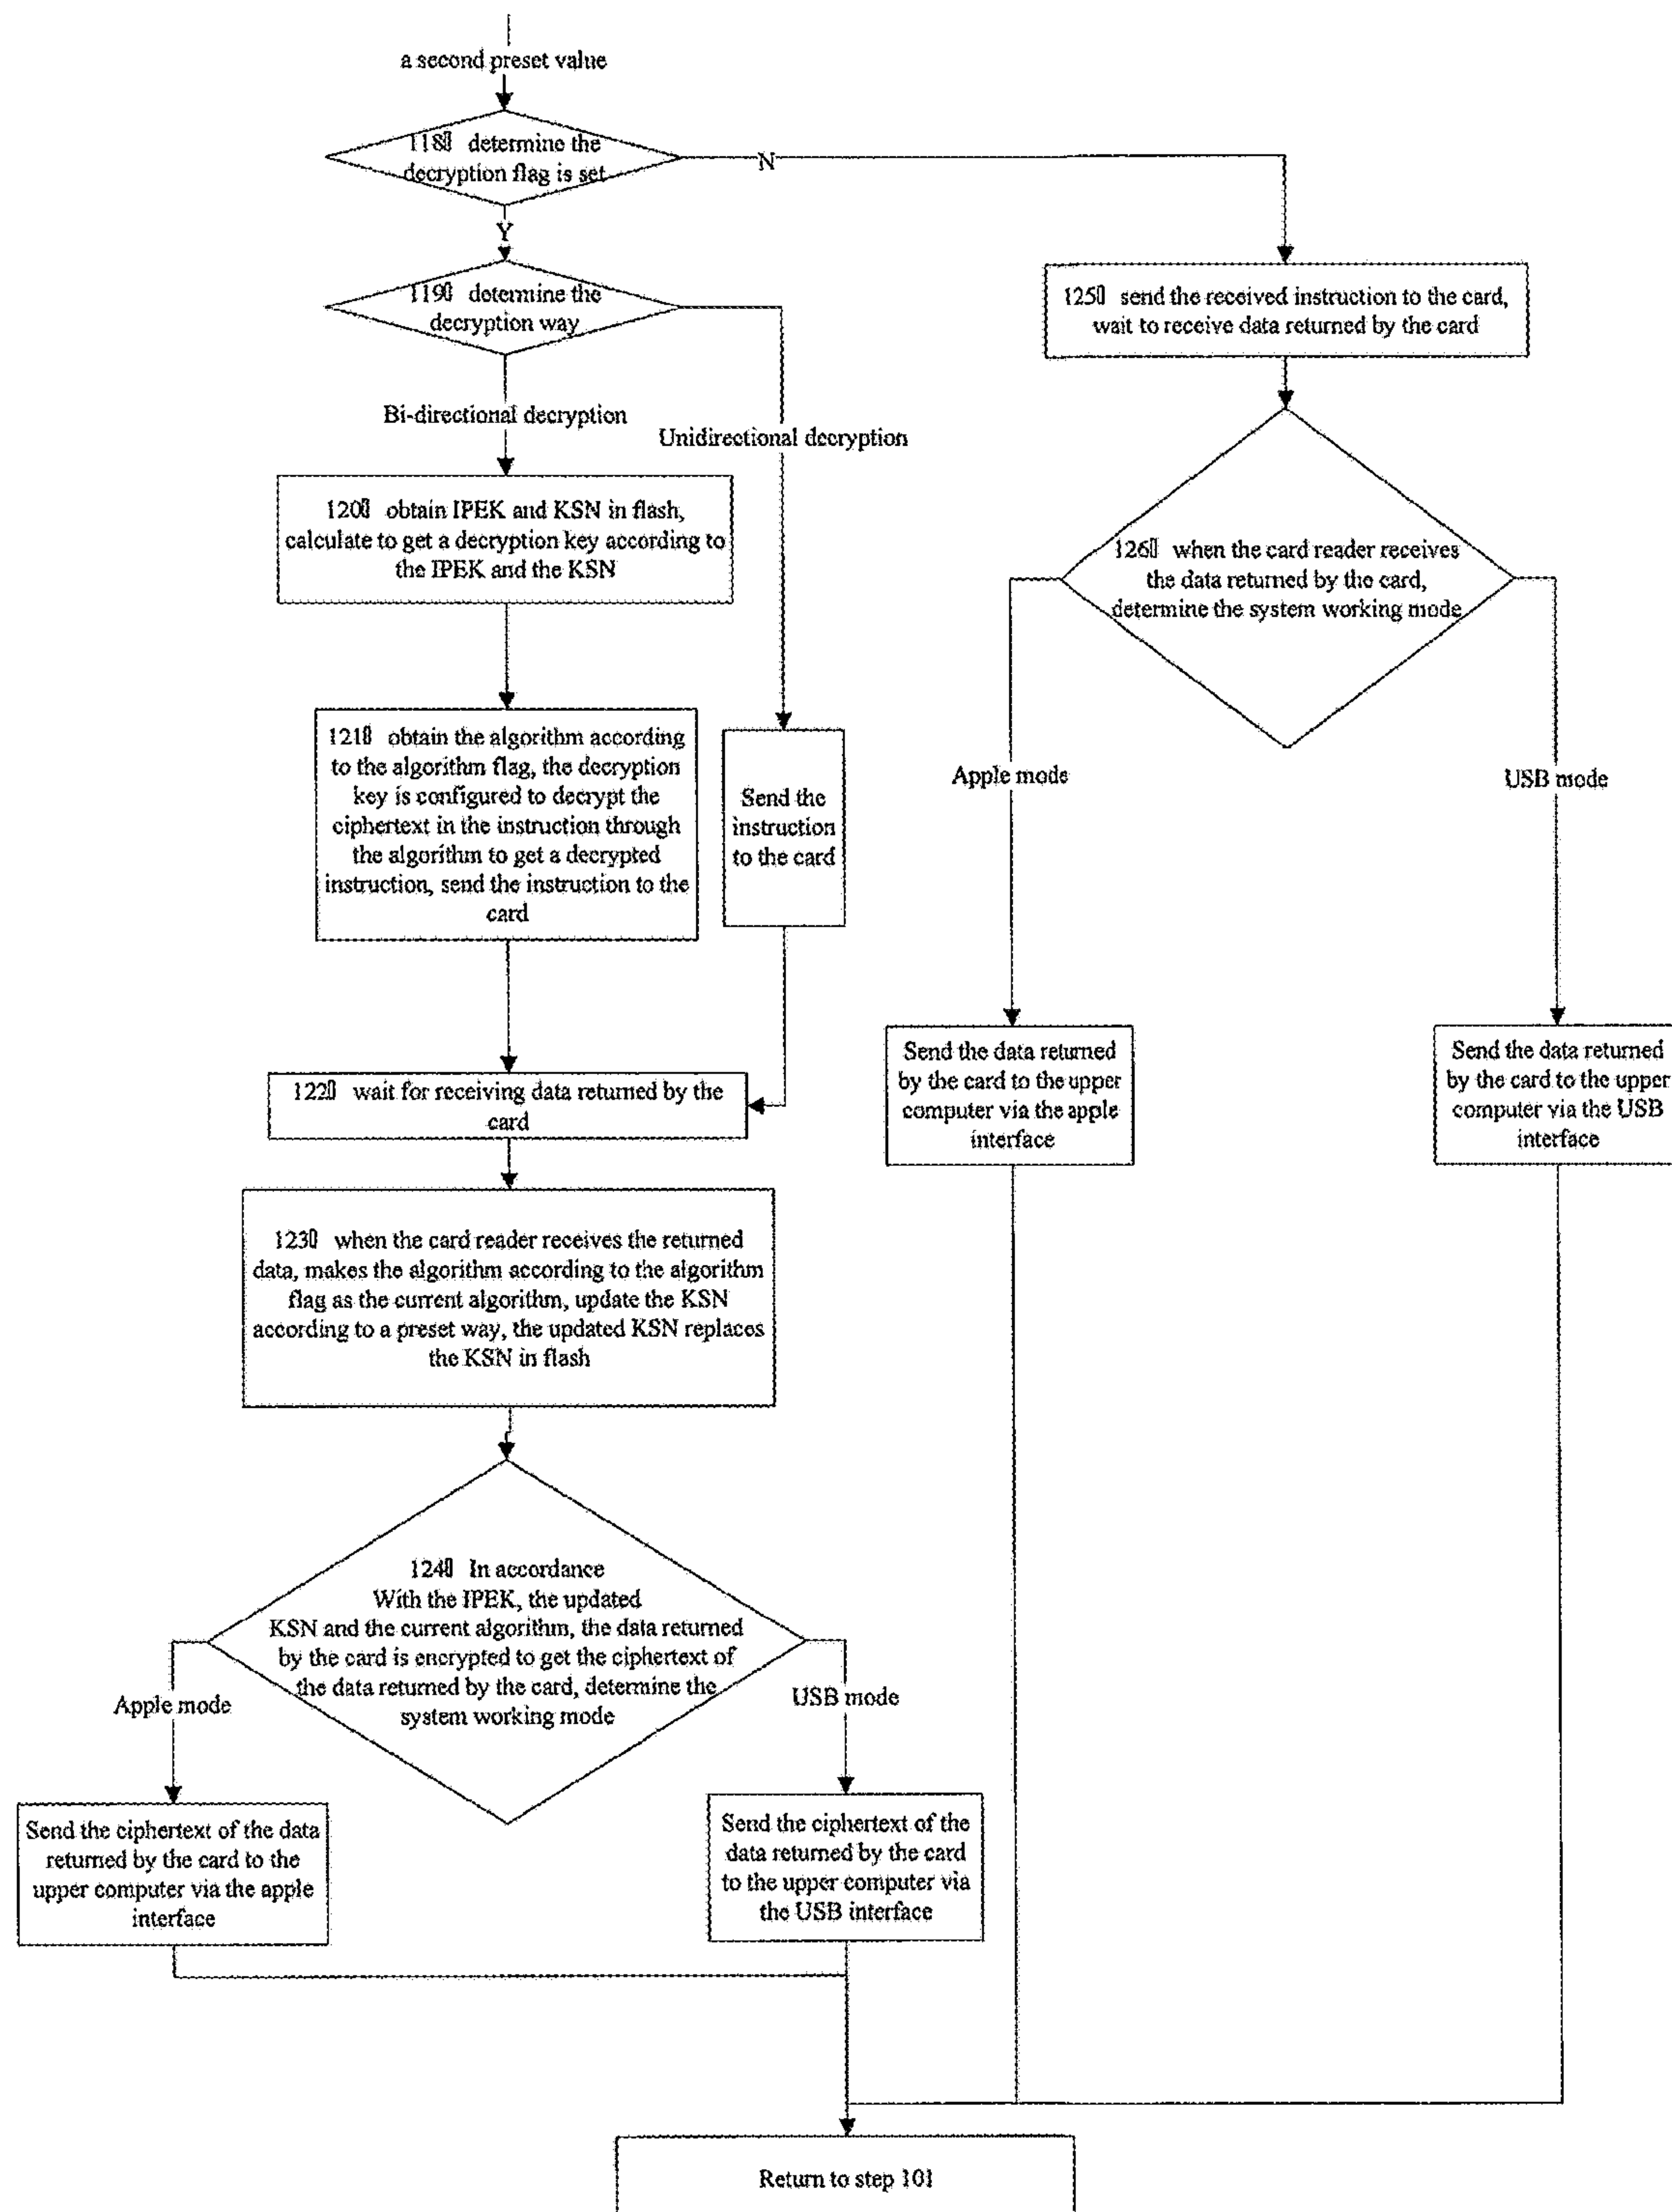 a second preset value
118 determine the
decryption flag is set
N
Y
119 determine the
decryption way
125 send the received instruction to the card,
wait to receive data returned by the card
Bi-directional decryption
Unidirectional decryption
120 obtain IPEK and KSN in flash,
calculate to get a decryption key according to
the IPEK and the KSN
126 when the card reader receives
the data returned by the card,
determine the system working mode
121 obtain the algorithm according
to the algorithm flag, the decryption
key is configured to decrypt the
ciphertext in the instruction through
the algorithm to get a decrypted
instruction, send the instruction to the
card
Send the
instruction
to the card
Apple mode
USB mode
122 wait for receiving data returned by the
card
Send the data returned
by the card to the upper
computer via the apple
interface
Send the data returned
by the card to the upper
computer via the USB
interface
123 when the card reader receives the returned
data, makes the algorithm according to the algorithm
flag as the current algorithm, update the KSN
according to a preset way, the updated KSN replaces
the KSN in flash
124 In accordance
With the IPEK, the updated
KSN and the current algorithm, the data returned
by the card is encrypted to get the ciphertext of
the data returned by the card, determine the
system working mode
Apple mode
USB mode
Send the ciphertext of the data
returned by the card to the
upper computer via the apple
interface
Send the ciphertext of the
data returned by the card
to the upper computer via
the USB interface
Return to step 101